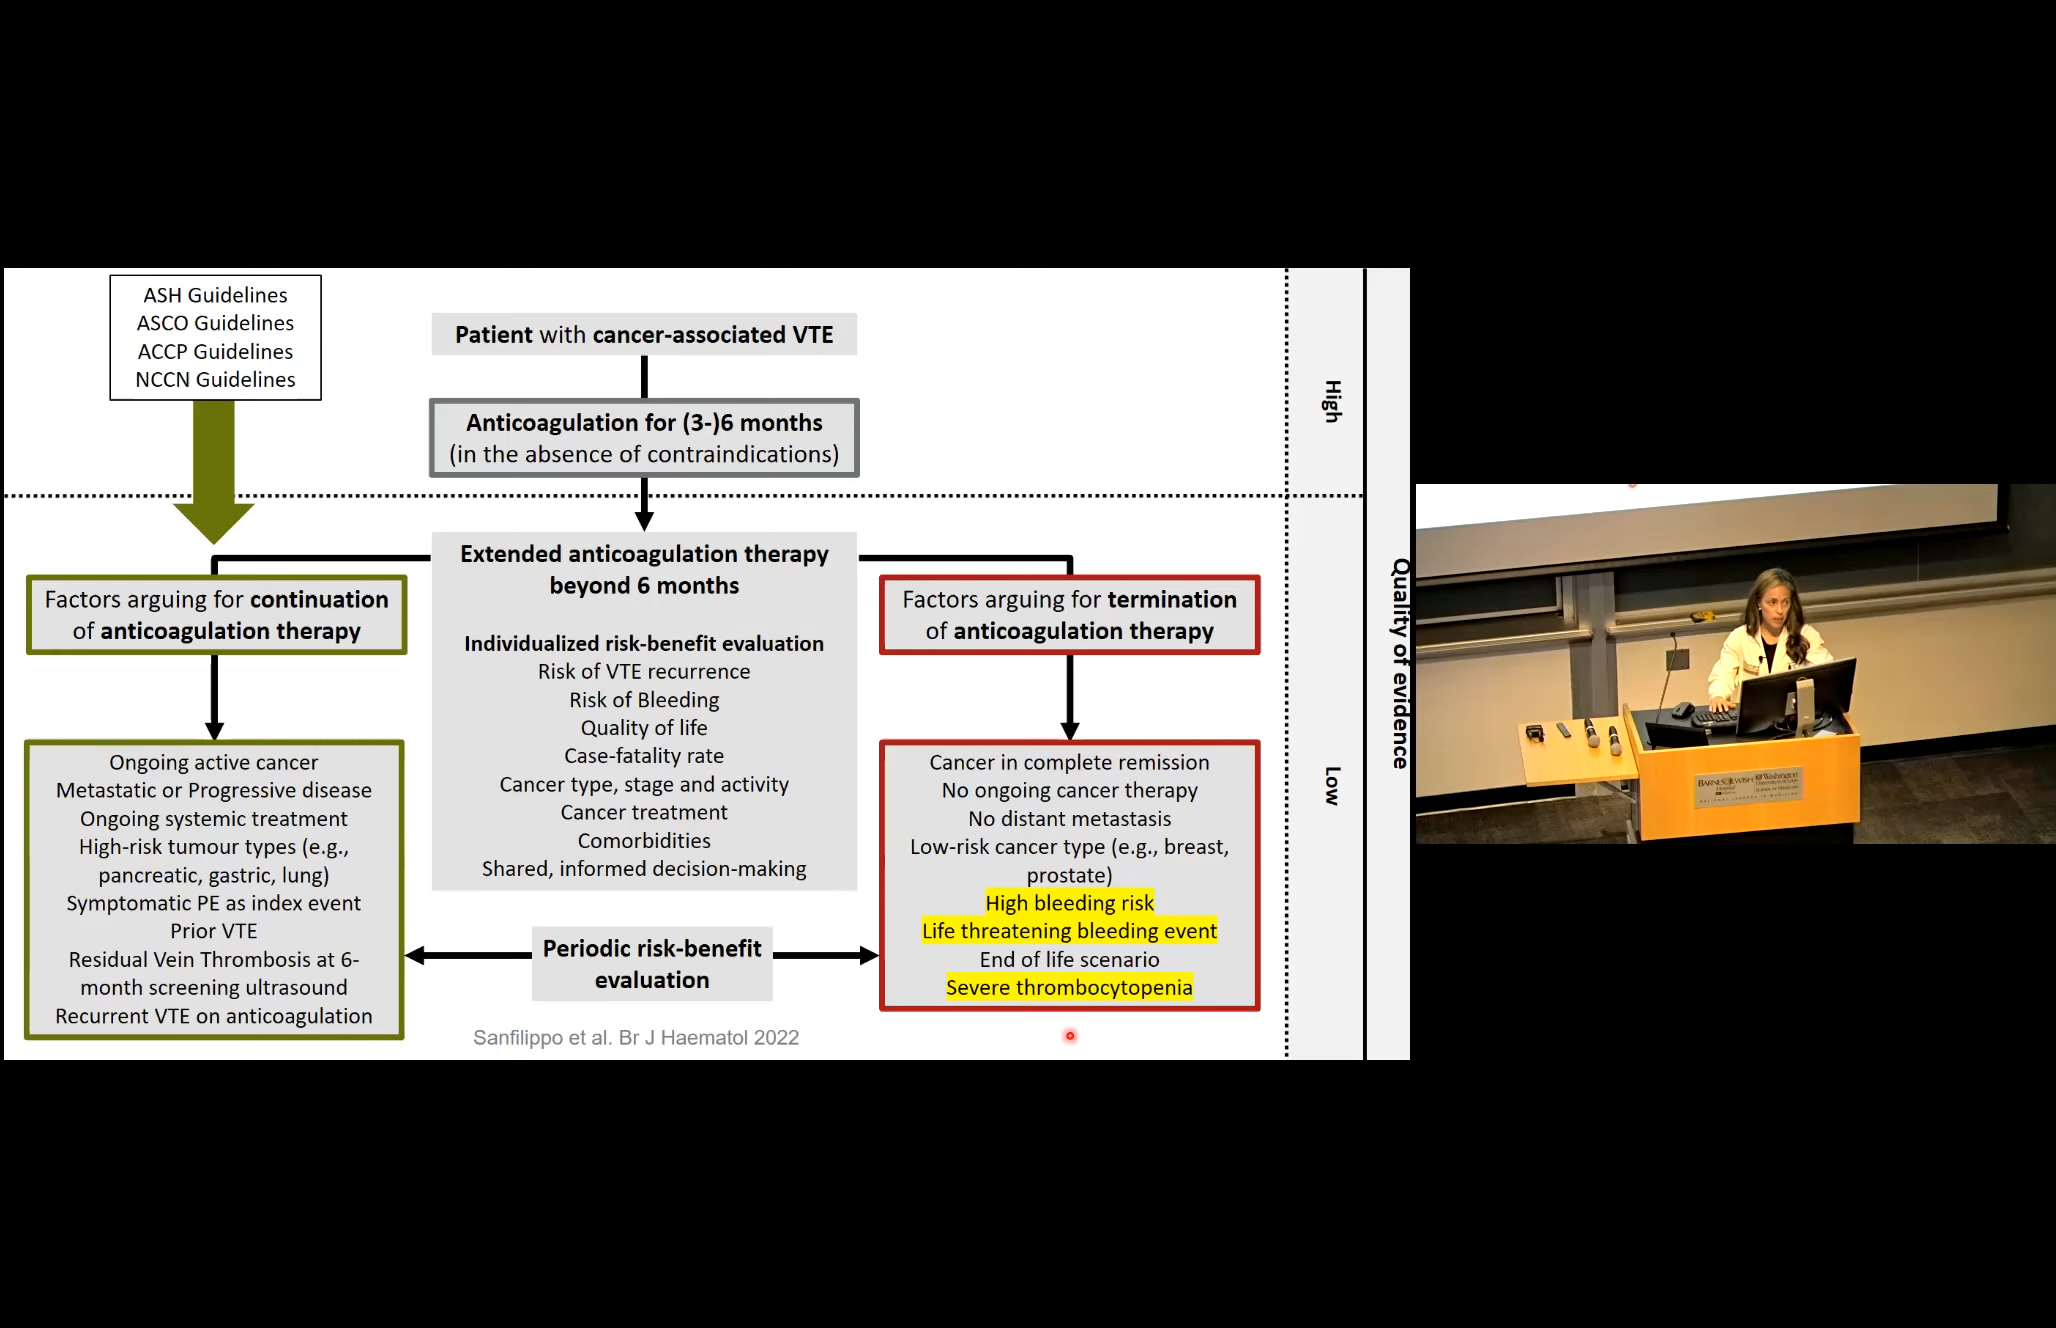 ASH Guidelines
ASCO Guidelines
ACCP Guidelines
NCCN Guidelines
Patient with cancer-associated VTE
Anticoagulation for (3-)6 months
(in the absence of contraindications)
Extended anticoagulation therapy
beyond 6 months
Individualized risk-benefit evaluation
Risk of VTE recurrence
Risk of Bleeding
Quality of life
Case-fatality rate
Cancer type, stage and activity
Cancer treatment
Comorbidities
Shared, informed decision-making
Factors arguing for continuation
of anticoagulation therapy
Ongoing active cancer
Metastatic or Progressive disease
Ongoing systemic treatment
High-risk tumour types (e.g.,
pancreatic, gastric, lung)
Symptomatic PE as index event
Prior VTE
Residual Vein Thrombosis at 6-
month screening ultrasound
Recurrent VTE on anticoagulation
Factors arguing for termination
of anticoagulation therapy
Cancer in complete remission
No ongoing cancer therapy
No distant metastasis
Low-risk cancer type (e.g., breast,
prostate)
High bleeding risk
Life threatening bleeding event
End of life scenario
Severe thrombocytopenia
Periodic risk-benefit
evaluation
Sanfilippo et al. Br J Haematol 2022
High
Low
Quality of evidence
BARNES JEWISH
Hospital
Washington